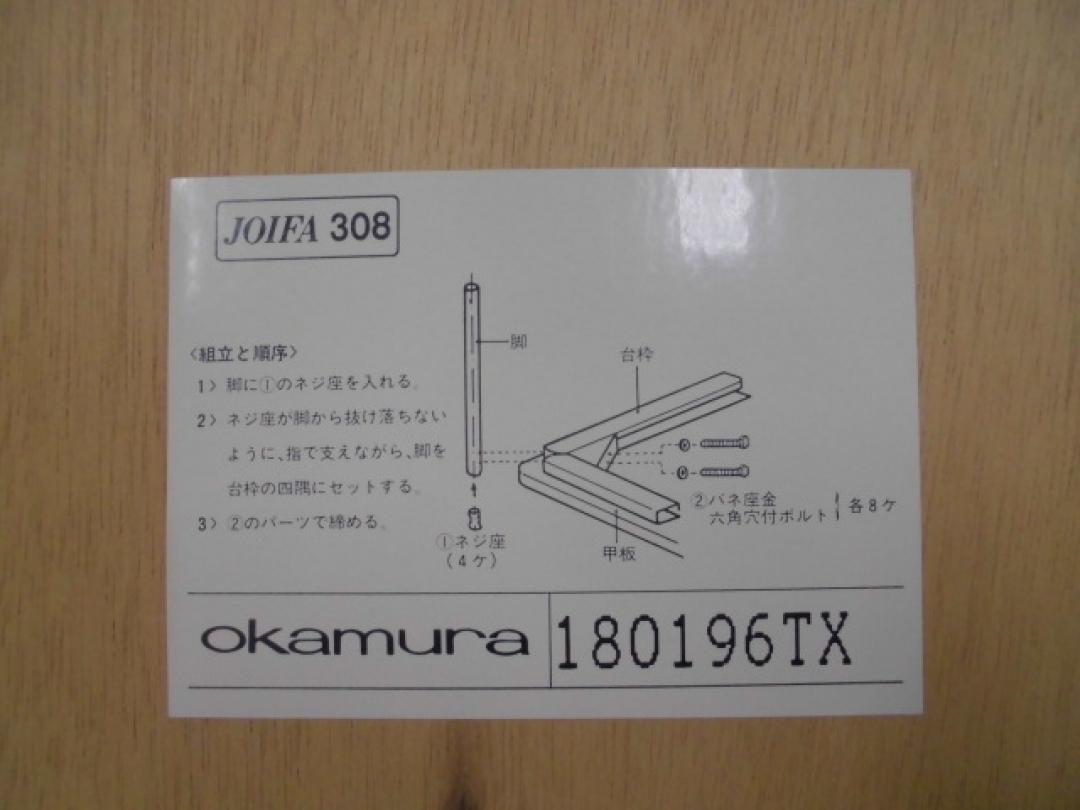 JOIFA 308
〈組立と順序〉
1〉脚に①のネジ座を入れる。
2〉ネジ座が脚から抜け落ちない
ように、指で支えながら、脚を
台枠の四隅にセットする。
3〉②のパーツで締める。
脚
台枠
①ネジ座
(4ケ)
甲板
②バネ座金
六角穴付ボルト
各8ケ
okamura
180196TX